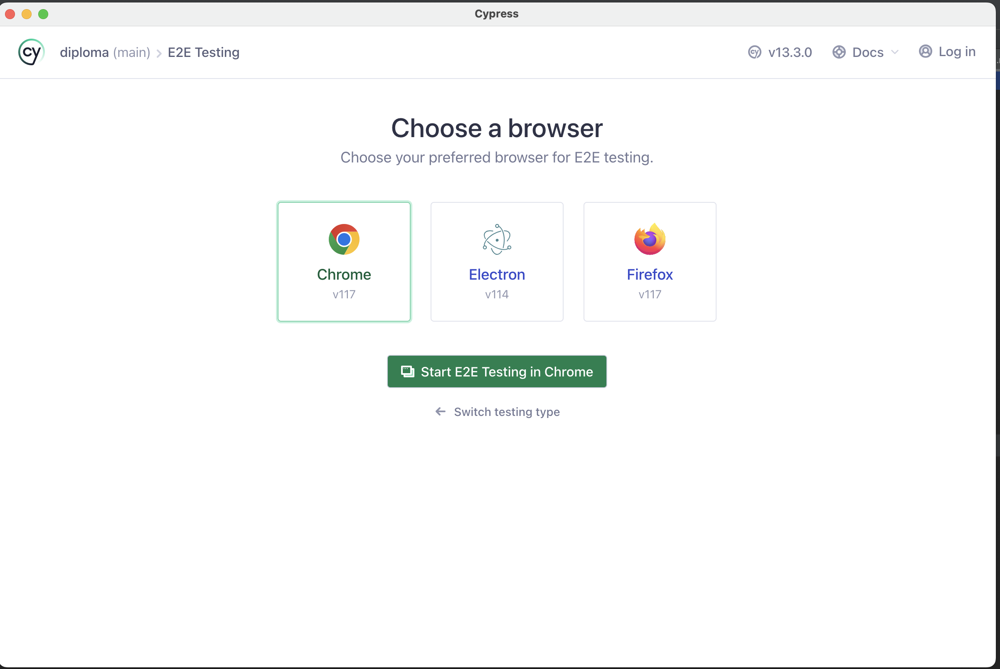 Cypress
cy diploma (main) E2E Testing cy v13.3.0 Docs Log in
Choose a browser
Choose your preferred browser for E2E testing.
Chrome Electron Firefox
v117 v114 v117
Start E2E Testing in Chrome
Switch testing type